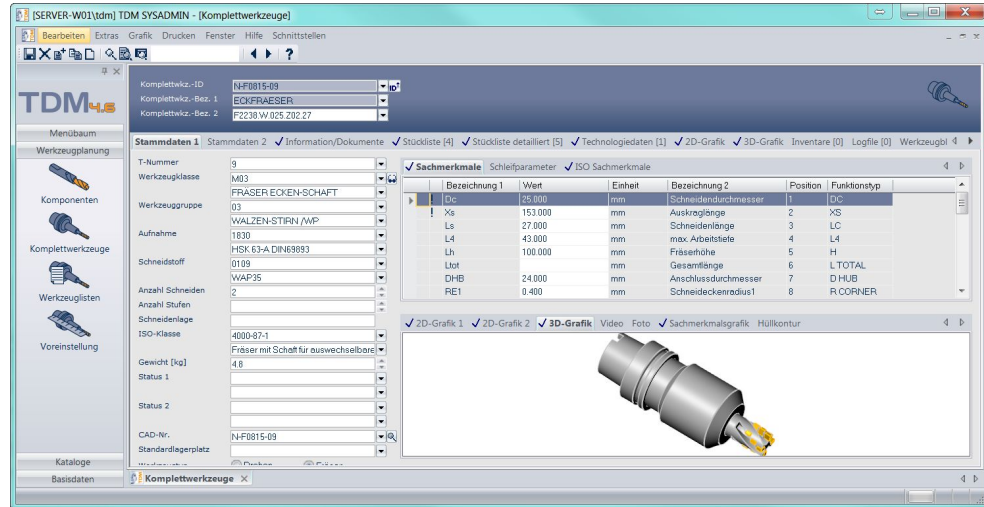 [SERVER-W01\tdm] TDM SYSADMIN - [Komplettwerkzeuge]
Bearbeiten Extras Grafik Drucken Fenster Hilfe Schnittstellen
TDM 4.6
Menübaum
Werkzeugplanung
Komponenten
Komplettwerkzeuge
Werkzeuglisten
Voreinstellung
Kataloge
Basisdaten
Komplettwkz.-ID N-F0815-09 ID
Komplettwkz.-Bez. 1 ECKFRAESER
Komplettwkz.-Bez. 2 F2238.W.025.Z02.27
Stammdaten 1 Stammdaten 2 Information/Dokumente Stückliste [4] Stückliste detailliert [5] Technologiedaten [1] 2D-Grafik 3D-Grafik Inventare [0] Logfile [0] Werkzeugbl
T-Nummer 9
Werkzeugklasse M03
FRÄSER ECKEN-SCHAFT
Werkzeuggruppe 03
WALZEN-STIRN /WP
Aufnahme 1830
HSK 63-A DIN69893
Schneidstoff 0109
WAP35
Anzahl Schneiden 2
Anzahl Stufen
Schneidenlage
ISO-Klasse 4000-87-1
Fräser mit Schaft für auswechselbare
Gewicht [kg] 4.8
Status 1
Status 2
CAD-Nr. N-F0815-09
Standardlagerplatz
Sachmerkmale Schleifparameter ISO Sachmerkmale
Bezeichnung 1 Wert Einheit Bezeichnung 2 Position Funktionstyp
! Dc 25.000 mm Schneidendurchmesser 1 DC
! Xs 153.000 mm Auskraglänge 2 XS
Ls 27.000 mm Schneidenlänge 3 LC
L4 43.000 mm max. Arbeitstiefe 4 L4
Lh 100.000 mm Fräserhöhe 5 H
Ltot mm Gesamtlänge 6 L TOTAL
DHB 24.000 mm Anschlussdurchmesser 7 D HUB
RE1 0.400 mm Schneideckenradius1 8 R CORNER
2D-Grafik 1 2D-Grafik 2 3D-Grafik Video Foto Sachmerkmalsgrafik Hüllkontur
Komplettwerkzeuge